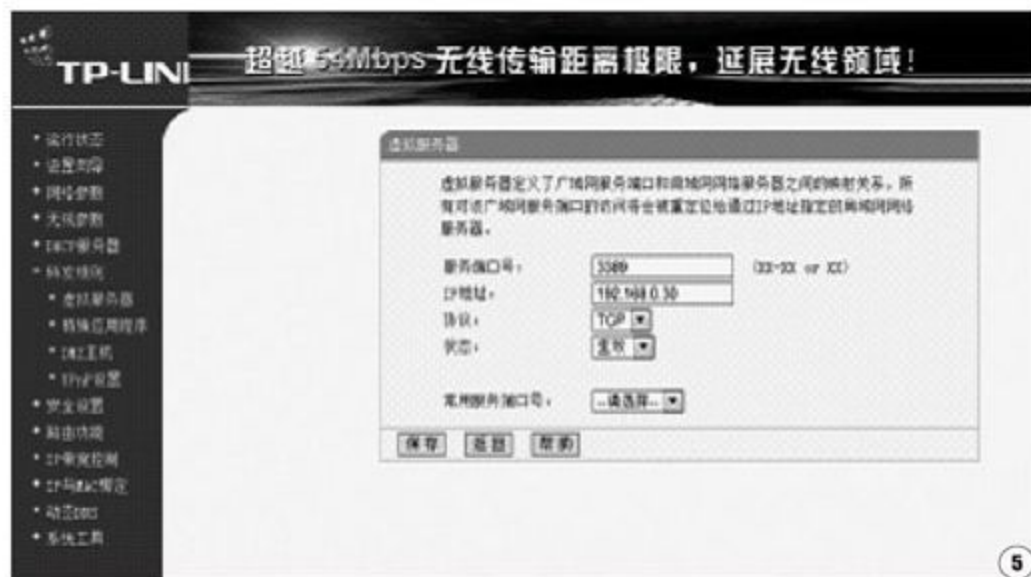 TP-LINK
超越54Mbps 无线传输距离极限，延展无线领域！
• 运行状态
• 设置向导
• 网络参数
• 无线参数
• DHCP服务器
• 转发规则
• 虚拟服务器
• 特殊应用程序
• DMZ主机
• UPnP设置
• 安全设置
• 路由功能
• IP带宽控制
• IP与MAC绑定
• 动态DNS
• 系统工具
虚拟服务器
虚拟服务器定义了广域网服务端口和局域网网络服务器之间的映射关系，所
有对该广域网服务端口的访问将会被重定位给通过IP地址指定的局域网网络
服务器。
服务端口号： 3389 (XX-XX or XX)
IP地址： 192.168.0.30
协议： TCP
状态： 生效
常用服务端口号： --请选择--
保存 返回 帮助
5